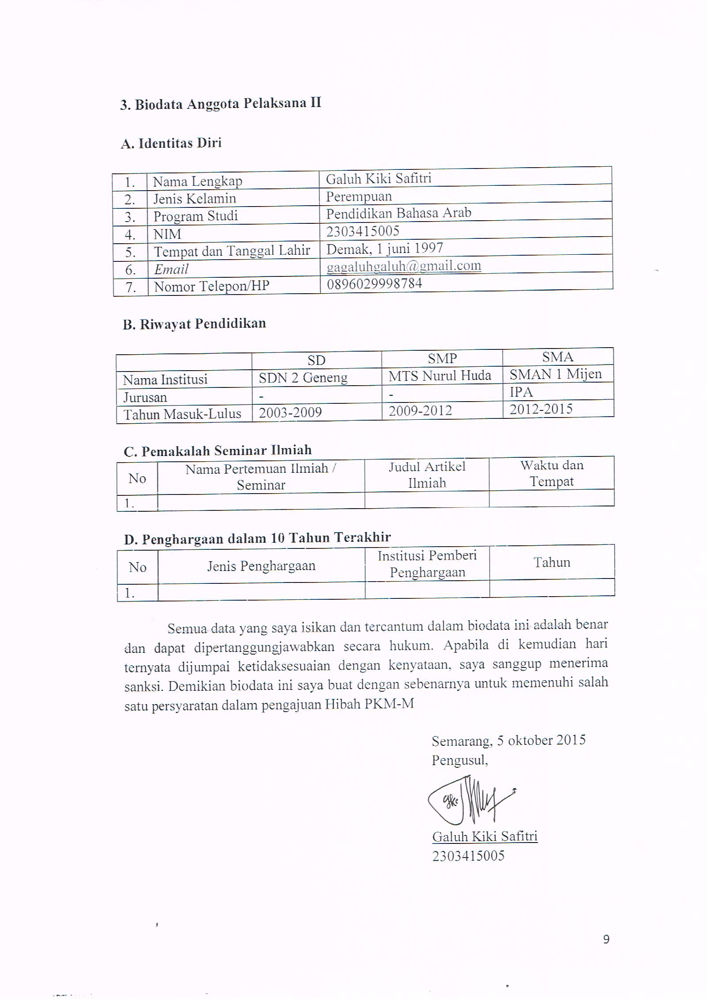 3. Biodata Anggota Pelaksana II
A. Identitas Diri
1. Nama Lengkap Galuh Kiki Safitri
2. Jenis Kelamin Perempuan
3. Program Studi Pendidikan Bahasa Arab
4. NIM 2303415005
5. Tempat dan Tanggal Lahir Demak, 1 juni 1997
6. Email gagaluhgaluh@gmail.com
7. Nomor Telepon/HP 0896029998784
B. Riwayat Pendidikan
SD SMP SMA
Nama Institusi SDN 2 Geneng MTS Nurul Huda SMAN 1 Mijen
Jurusan - - IPA
Tahun Masuk-Lulus 2003-2009 2009-2012 2012-2015
C. Pemakalah Seminar Ilmiah
No Nama Pertemuan Ilmiah / Seminar Judul Artikel Ilmiah Waktu dan Tempat
1.
D. Penghargaan dalam 10 Tahun Terakhir
No Jenis Penghargaan Institusi Pemberi Penghargaan Tahun
1.
Semua data yang saya isikan dan tercantum dalam biodata ini adalah benar
dan dapat dipertanggungjawabkan secara hukum. Apabila di kemudian hari
ternyata dijumpai ketidaksesuaian dengan kenyataan, saya sanggup menerima
sanksi. Demikian biodata ini saya buat dengan sebenarnya untuk memenuhi salah
satu persyaratan dalam pengajuan Hibah PKM-M
Semarang, 5 oktober 2015
Pengusul,
Galuh Kiki Safitri
2303415005
9